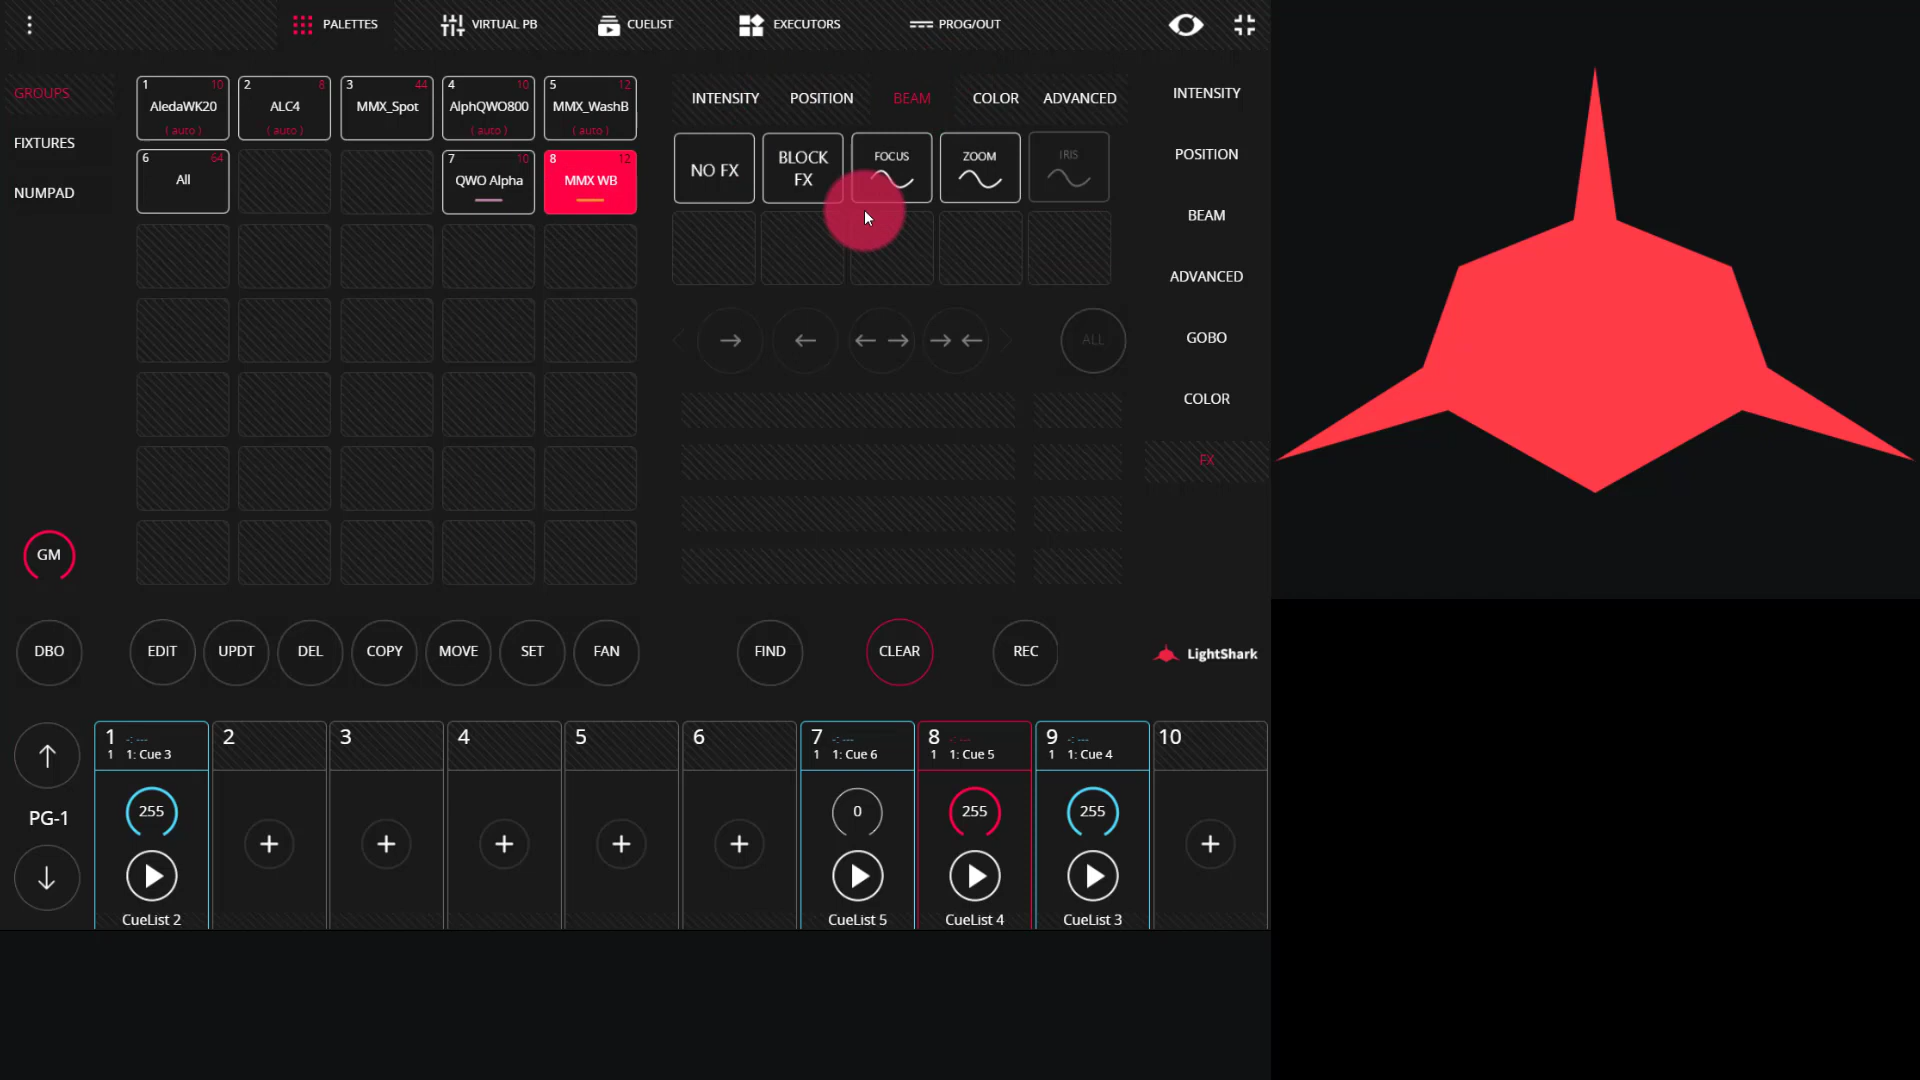 PALETTES
VIRTUAL PB
CUELIST
EXECUTORS
PROG/OUT
GROUPS
FIXTURES
NUMPAD
1 10
AledaWK20
( auto )
2 8
ALC4
( auto )
3 44
MMX_Spot
4 10
AlphQWO800
( auto )
5 12
MMX_WashB
( auto )
6 64
All
7 10
QWO Alpha
8 12
MMX WB
INTENSITY
POSITION
BEAM
COLOR
ADVANCED
NO FX
BLOCK
FX
FOCUS
ZOOM
IRIS
ALL
INTENSITY
POSITION
BEAM
ADVANCED
GOBO
COLOR
FX
GM
DBO
EDIT
UPDT
DEL
COPY
MOVE
SET
FAN
FIND
CLEAR
REC
LightShark
PG-1
1 -: ---
1 1: Cue 3
255
CueList 2
2
3
4
5
6
7 -: ---
1 1: Cue 6
0
CueList 5
8 -: ---
1 1: Cue 5
255
CueList 4
9 -: ---
1 1: Cue 4
255
CueList 3
10